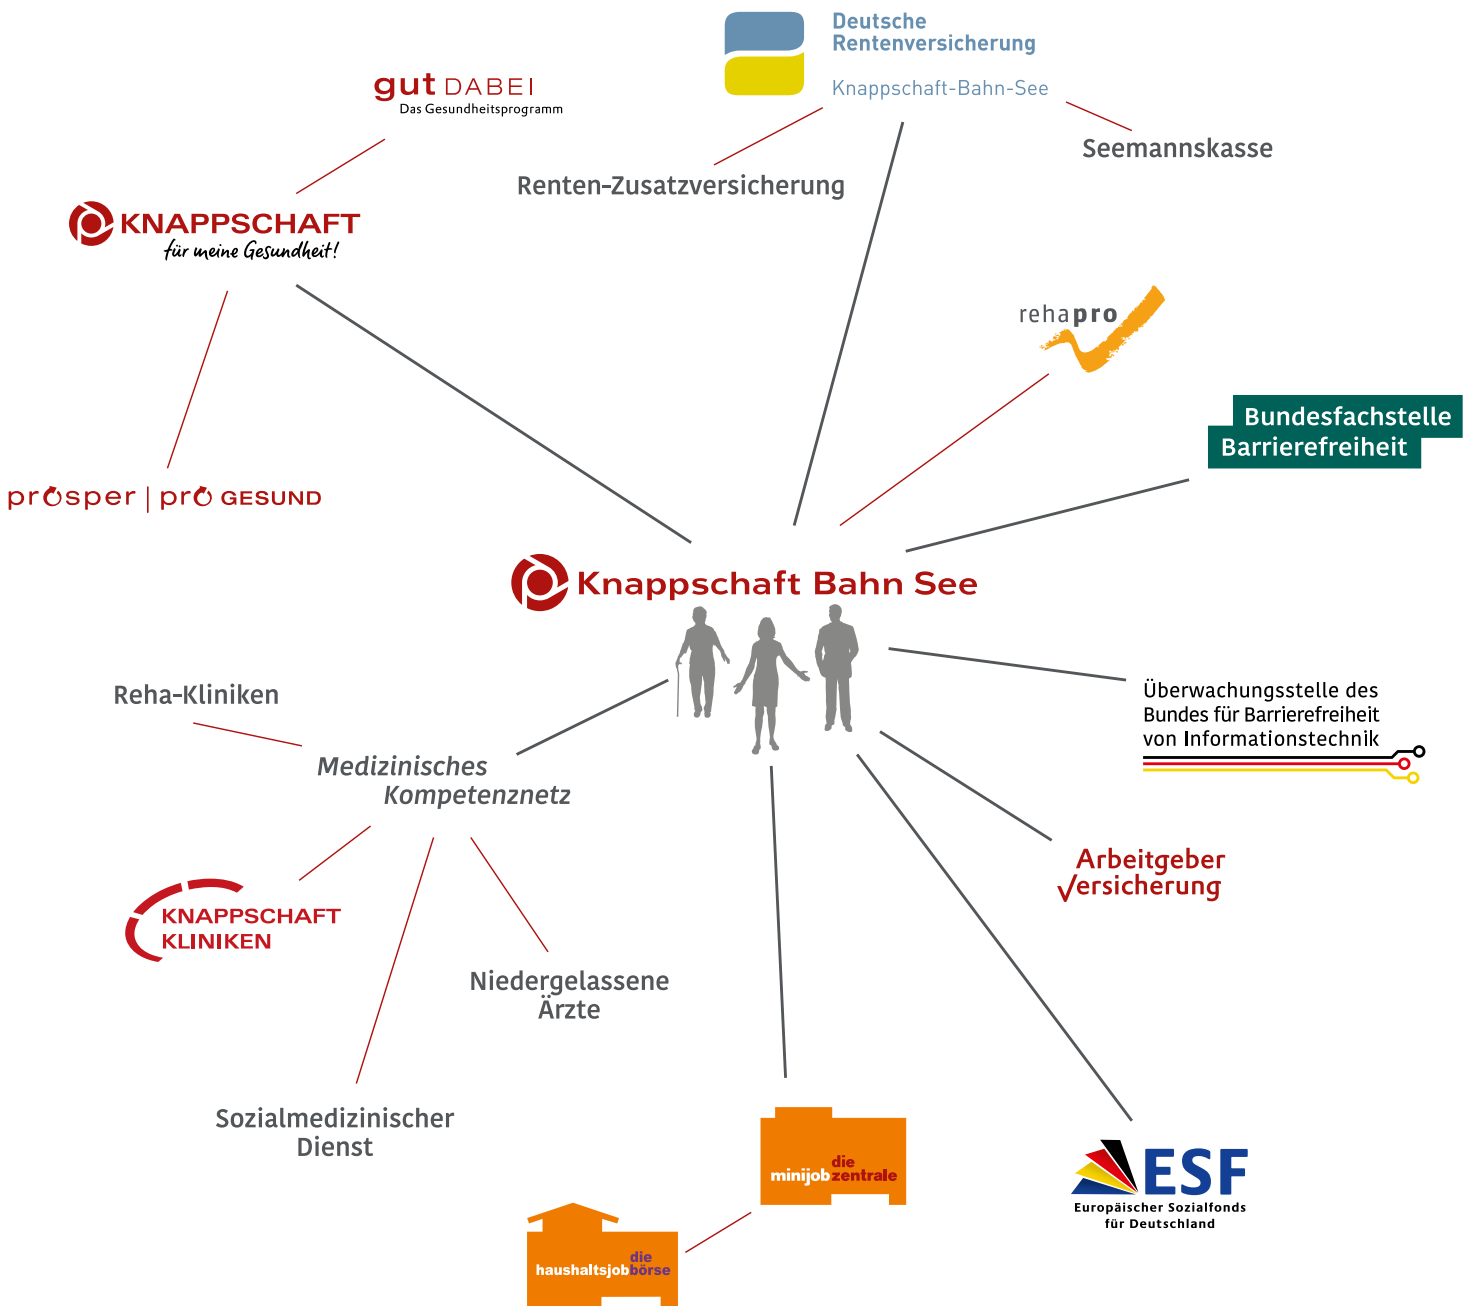 Deutsche
Rentenversicherung
Knappschaft-Bahn-See
gut DABEI
Das Gesundheitsprogramm
Seemannskasse
Renten-Zusatzversicherung
KNAPPSCHAFT
für meine Gesundheit!
rehapro
Bundesfachstelle
Barrierefreiheit
prosper | pro GESUND
Knappschaft Bahn See
Reha-Kliniken
Überwachungsstelle des
Bundes für Barrierefreiheit
von Informationstechnik
Medizinisches
Kompetenznetz
Arbeitgeber
Versicherung
KNAPPSCHAFT
KLINIKEN
Niedergelassene
Ärzte
Sozialmedizinischer
Dienst
die
minijobzentrale
ESF
Europäischer Sozialfonds
für Deutschland
die
haushaltsjobbörse